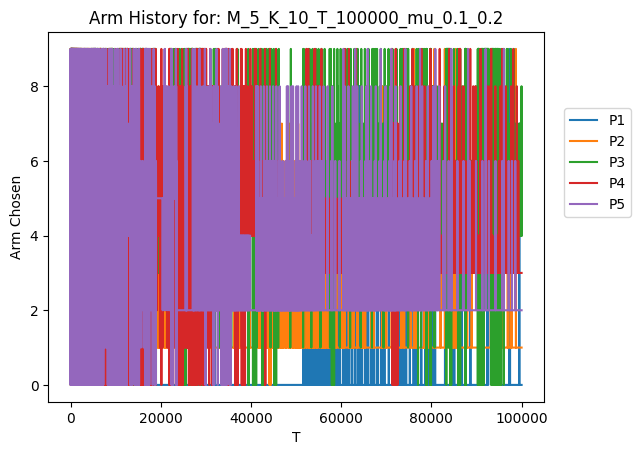 Arm History for: M_5_K_10_T_100000_mu_0.1_0.2
8
6
4
2
0
Arm Chosen
0 20000 40000 60000 80000 100000
T
P1
P2
P3
P4
P5